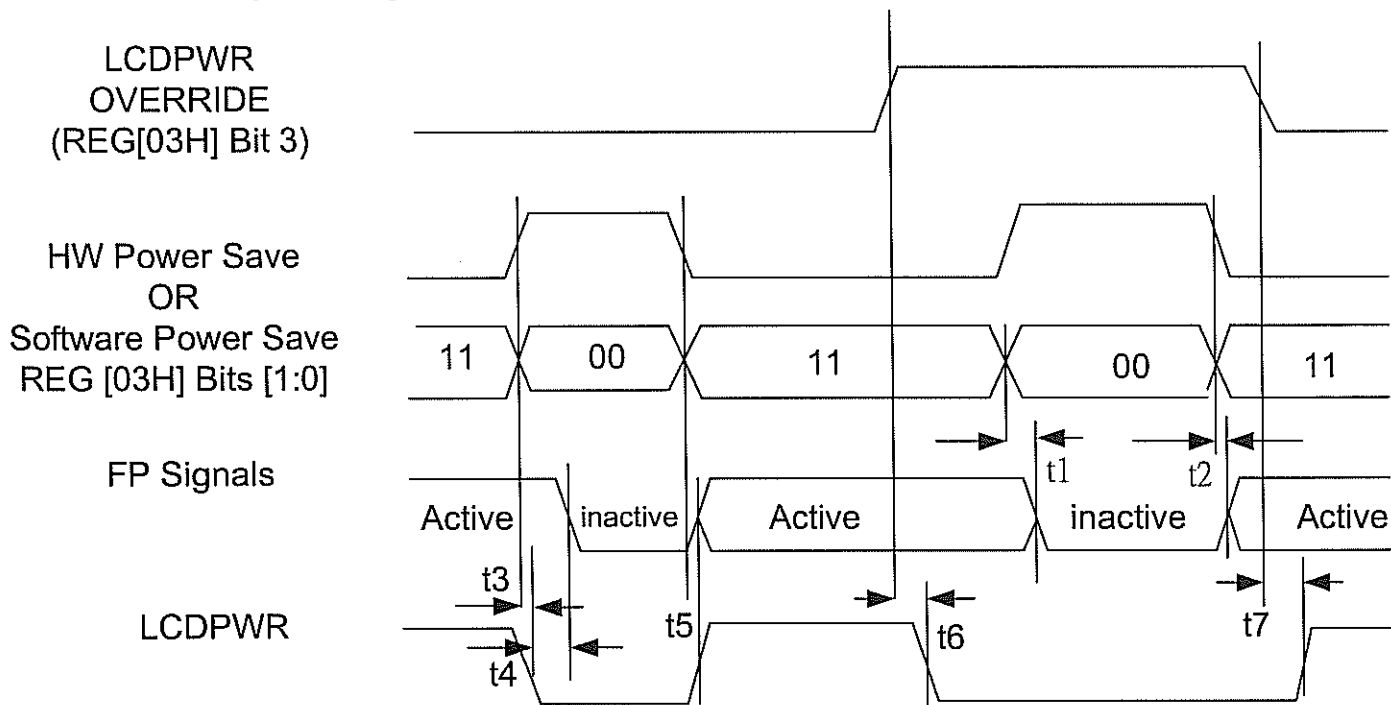 LCDPWR
OVERRIDE
(REG[03H] Bit 3)
HW Power Save
OR
Software Power Save
REG [03H] Bits [1:0]
11 00 11 00 11
t1 t2
FP Signals
Active inactive Active inactive Active
t3
LCDPWR
t4 t5 t6 t7